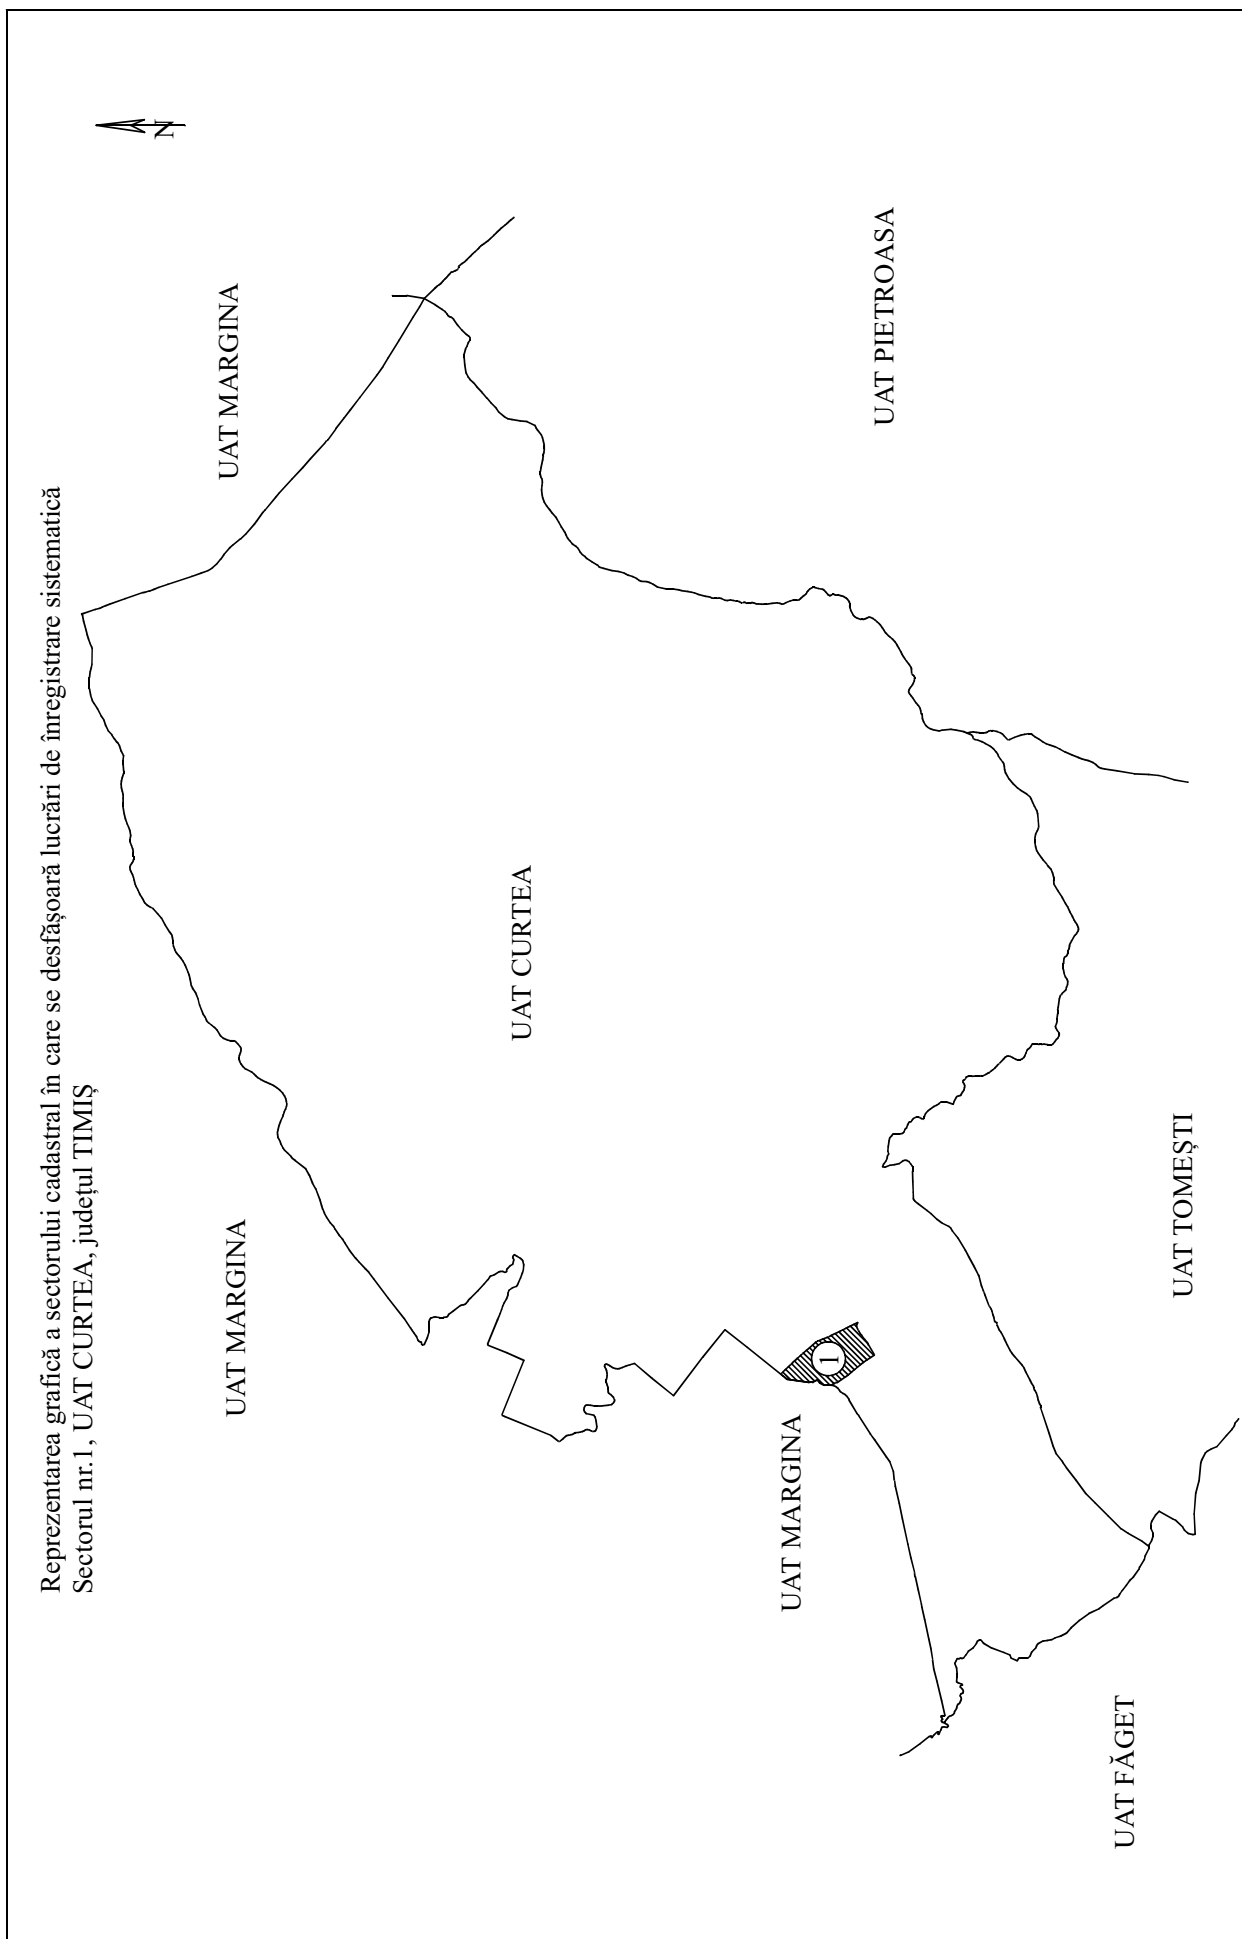 Reprezentarea grafică a sectorului cadastral în care se desfășoară lucrări de înregistrare sistematică
Sectorul nr.1, UAT CURTEA, județul TIMIȘ
N
UAT MARGINA
UAT MARGINA
UAT CURTEA
UAT MARGINA
1
UAT PIETROASA
UAT FĂGET
UAT TOMEȘTI